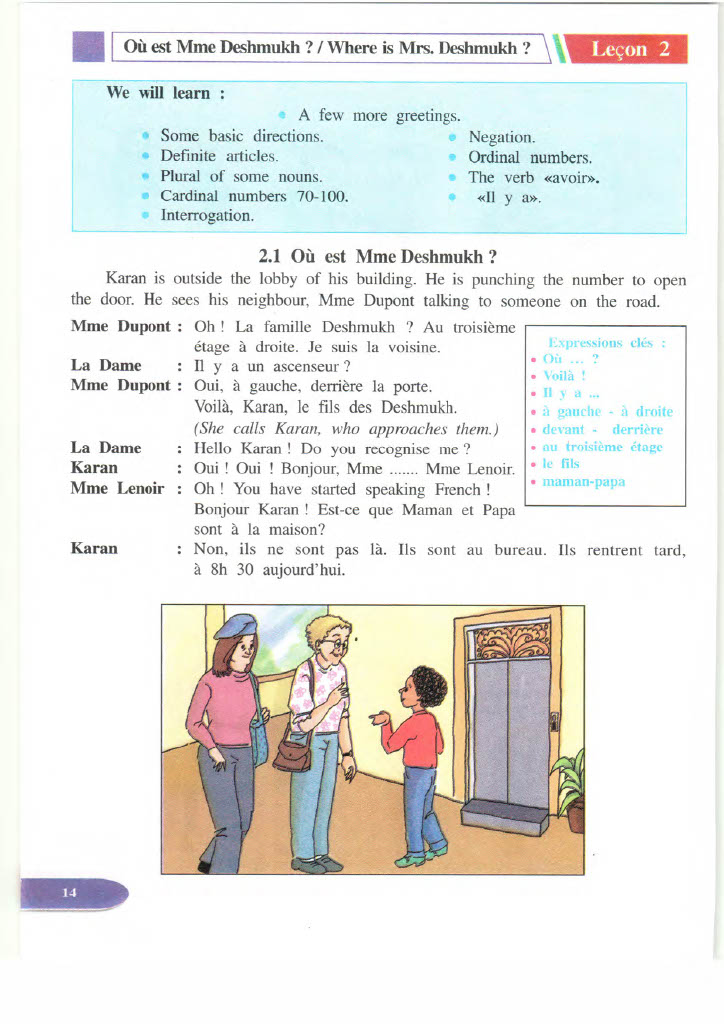 Où est Mme Deshmukh ? / Where is Mrs. Deshmukh ?
Leçon 2
We will learn :
• A few more greetings.
• Some basic directions.
• Definite articles.
• Plural of some nouns.
• Cardinal numbers 70-100.
• Interrogation.
• Negation.
• Ordinal numbers.
• The verb «avoir».
• «Il y a».
2.1 Où est Mme Deshmukh ?
Karan is outside the lobby of his building. He is punching the number to open
the door. He sees his neighbour, Mme Dupont talking to someone on the road.
Mme Dupont : Oh ! La famille Deshmukh ? Au troisième
étage à droite. Je suis la voisine.
La Dame : Il y a un ascenseur ?
Mme Dupont : Oui, à gauche, derrière la porte.
Voilà, Karan, le fils des Deshmukh.
(She calls Karan, who approaches them.)
La Dame : Hello Karan ! Do you recognise me ?
Karan : Oui ! Oui ! Bonjour, Mme ....... Mme Lenoir.
Mme Lenoir : Oh ! You have started speaking French !
Bonjour Karan ! Est-ce que Maman et Papa
sont à la maison?
Karan : Non, ils ne sont pas là. Ils sont au bureau. Ils rentrent tard,
à 8h 30 aujourd'hui.
Expressions clés :
• Où ... ?
• Voilà !
• Il y a ...
• à gauche - à droite
• devant - derrière
• au troisième étage
• le fils
• maman-papa
14